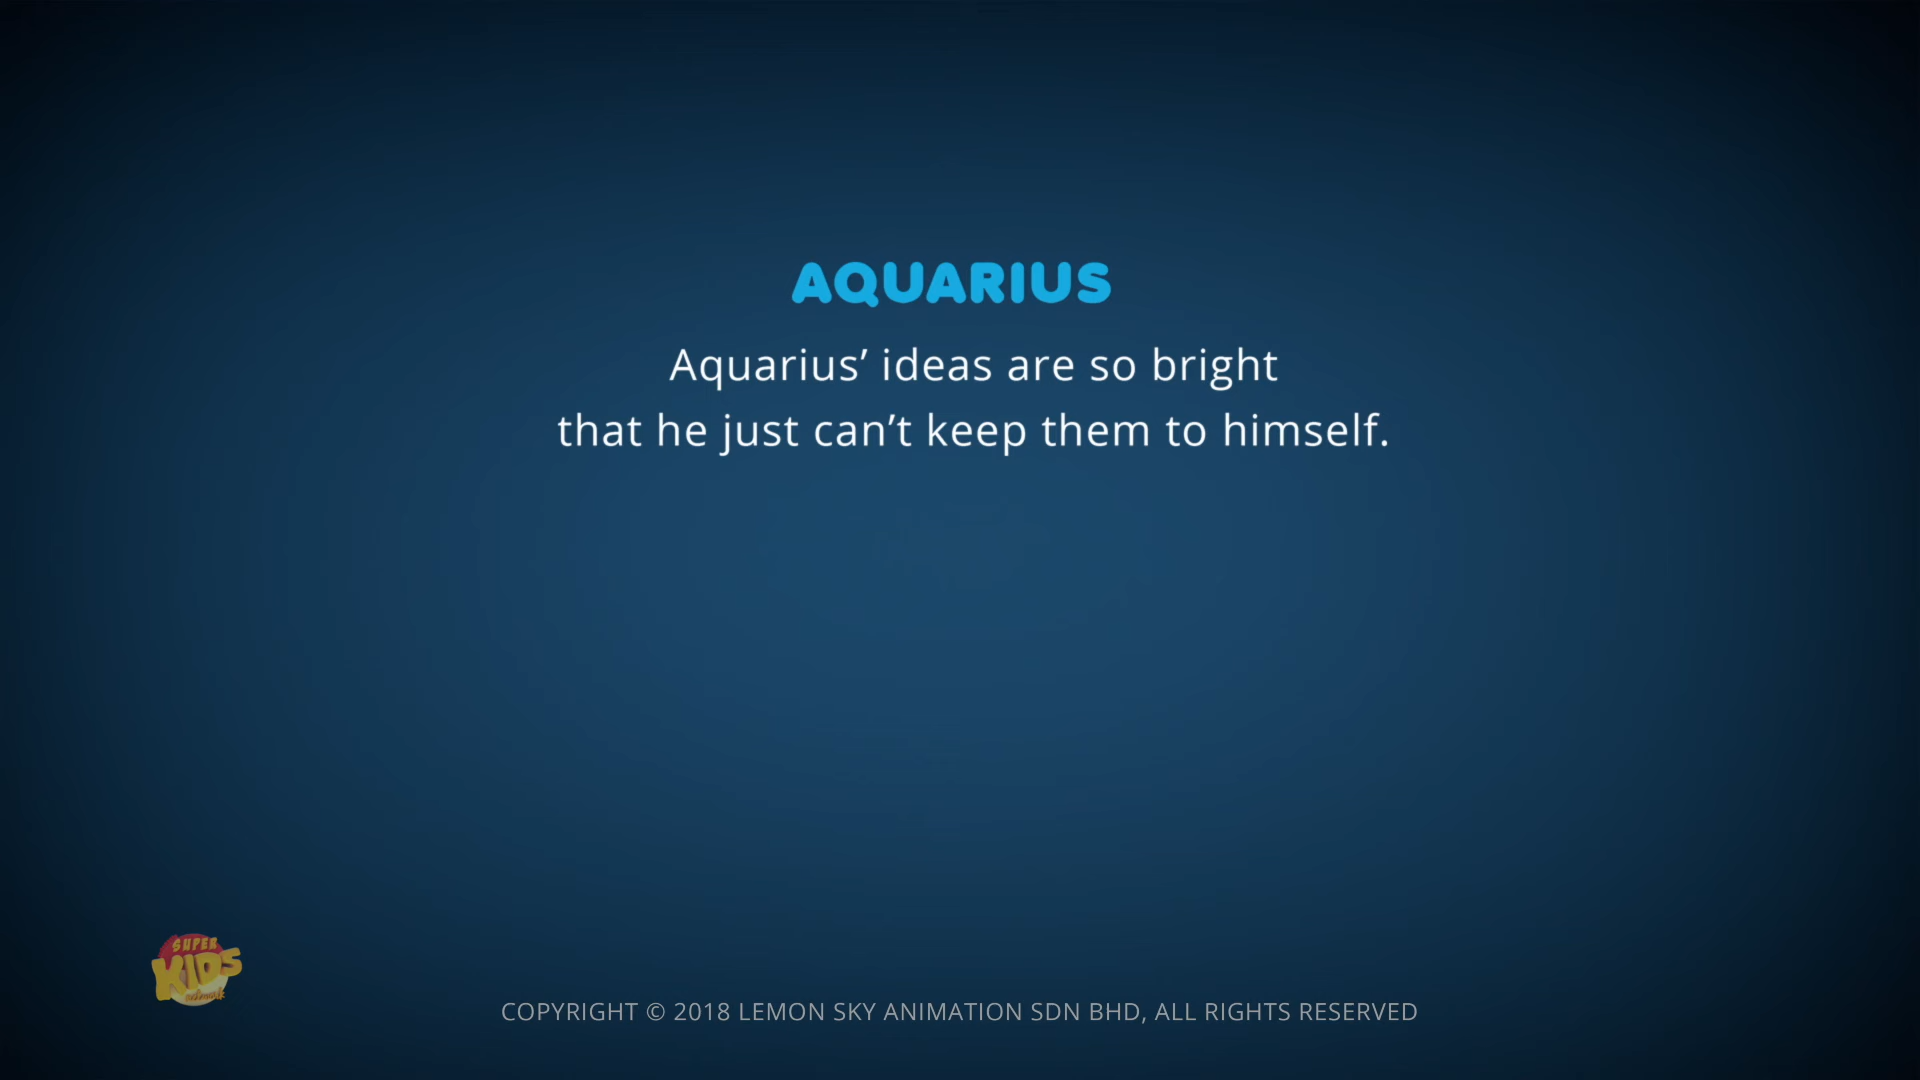 AQUARIUS
Aquarius’ ideas are so bright
that he just can’t keep them to himself.
SUPER
KIDS
network
COPYRIGHT © 2018 LEMON SKY ANIMATION SDN BHD, ALL RIGHTS RESERVED